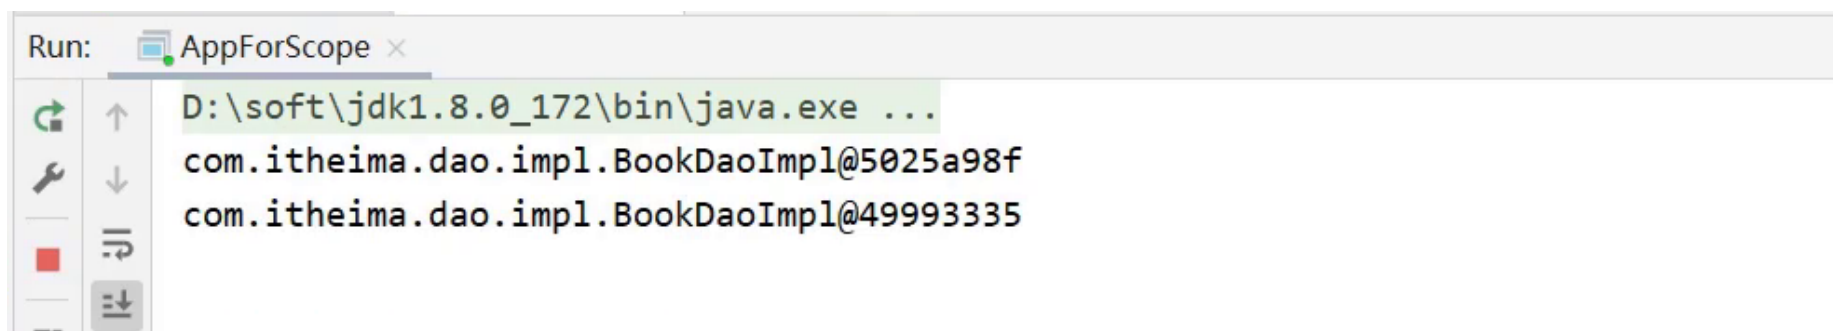 Run: AppForScope
D:\soft\jdk1.8.0_172\bin\java.exe ...
com.itheima.dao.impl.BookDaoImpl@5025a98f
com.itheima.dao.impl.BookDaoImpl@49993335